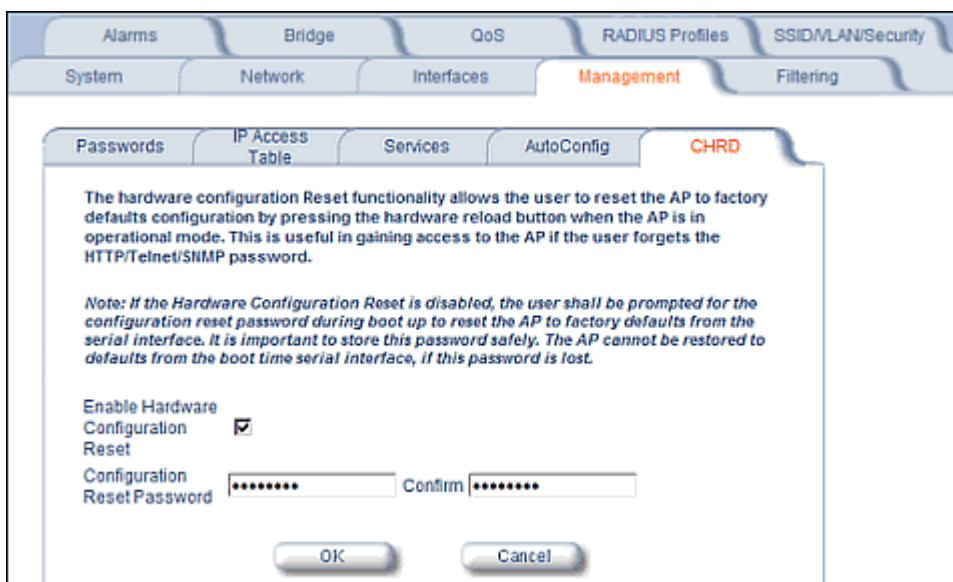 Alarms Bridge QoS RADIUS Profiles SSID/VLAN/Security
System Network Interfaces Management Filtering
Passwords IP Access Table Services AutoConfig CHRD
The hardware configuration Reset functionality allows the user to reset the AP to factory
defaults configuration by pressing the hardware reload button when the AP is in
operational mode. This is useful in gaining access to the AP if the user forgets the
HTTP/Telnet/SNMP password.
Note: If the Hardware Configuration Reset is disabled, the user shall be prompted for the
configuration reset password during boot up to reset the AP to factory defaults from the
serial interface. It is important to store this password safely. The AP cannot be restored to
defaults from the boot time serial interface, if this password is lost.
Enable Hardware
Configuration
Reset
Configuration
Reset Password •••••••• Confirm ••••••••
OK Cancel